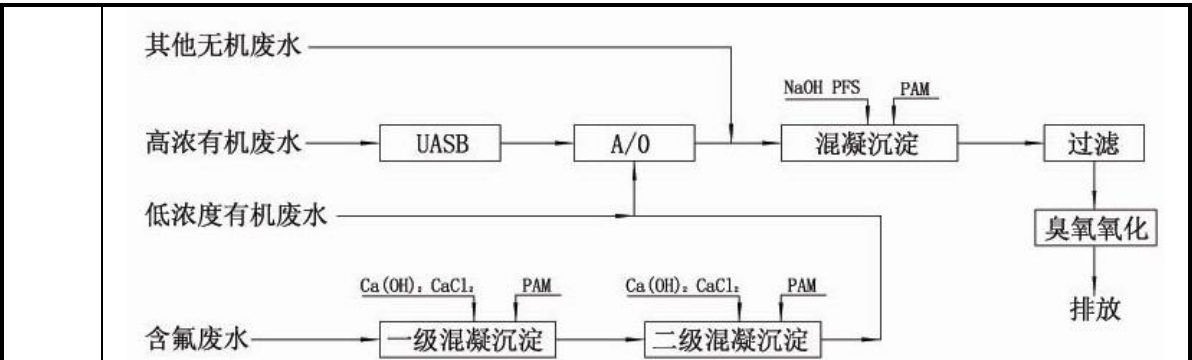 其他无机废水
NaOH PFS PAM
高浓有机废水 UASB A/O 混凝沉淀 过滤
低浓度有机废水
臭氧氧化
Ca(OH)₂ CaCl₂ PAM Ca(OH)₂ CaCl₂ PAM
排放
含氟废水 一级混凝沉淀 二级混凝沉淀